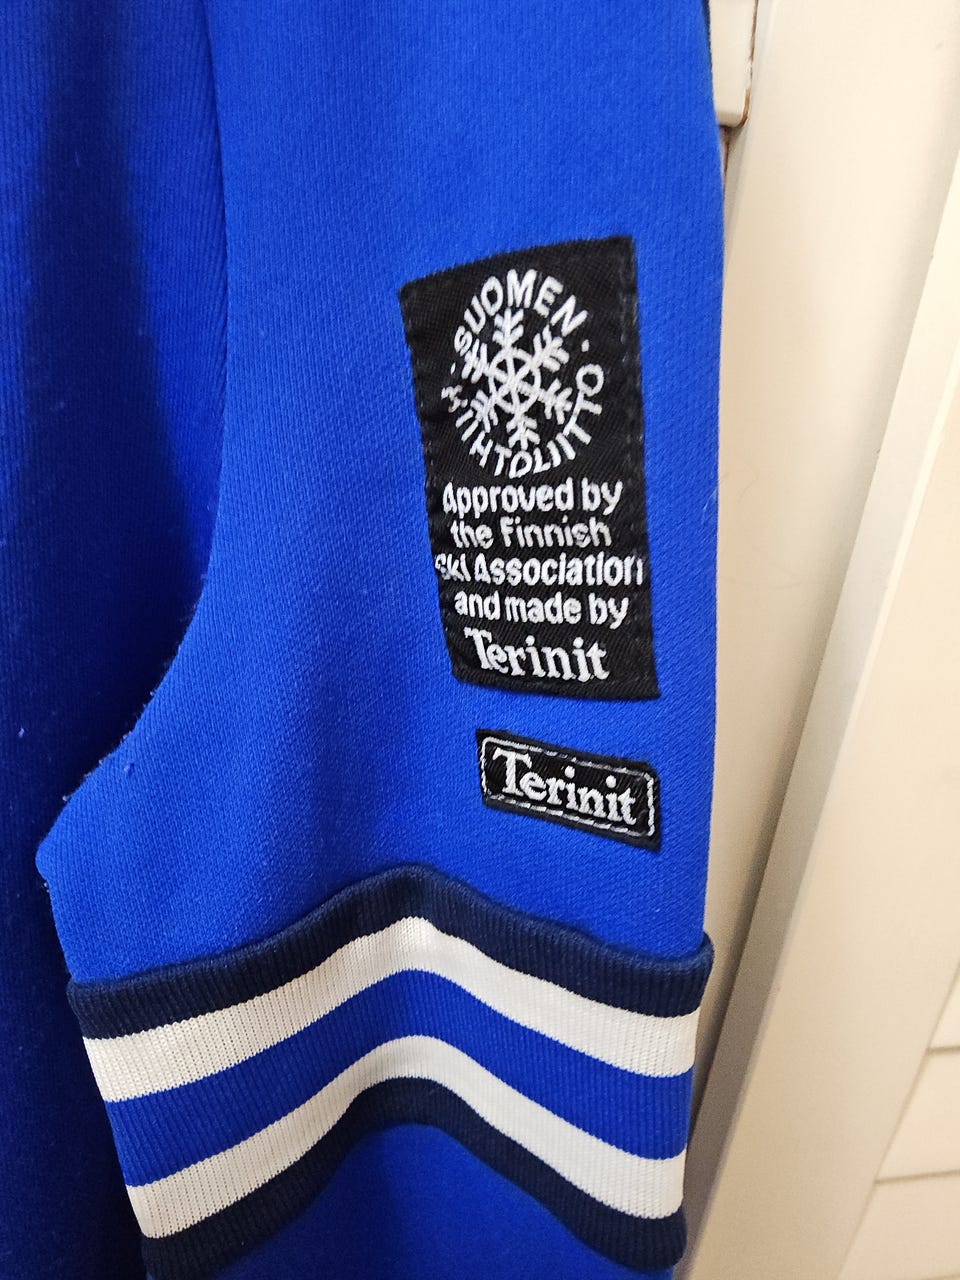 SUOMEN · HIIHTOLIITTO ·
Approved by
the Finnish
Ski Association
and made by
Terinit
Terinit